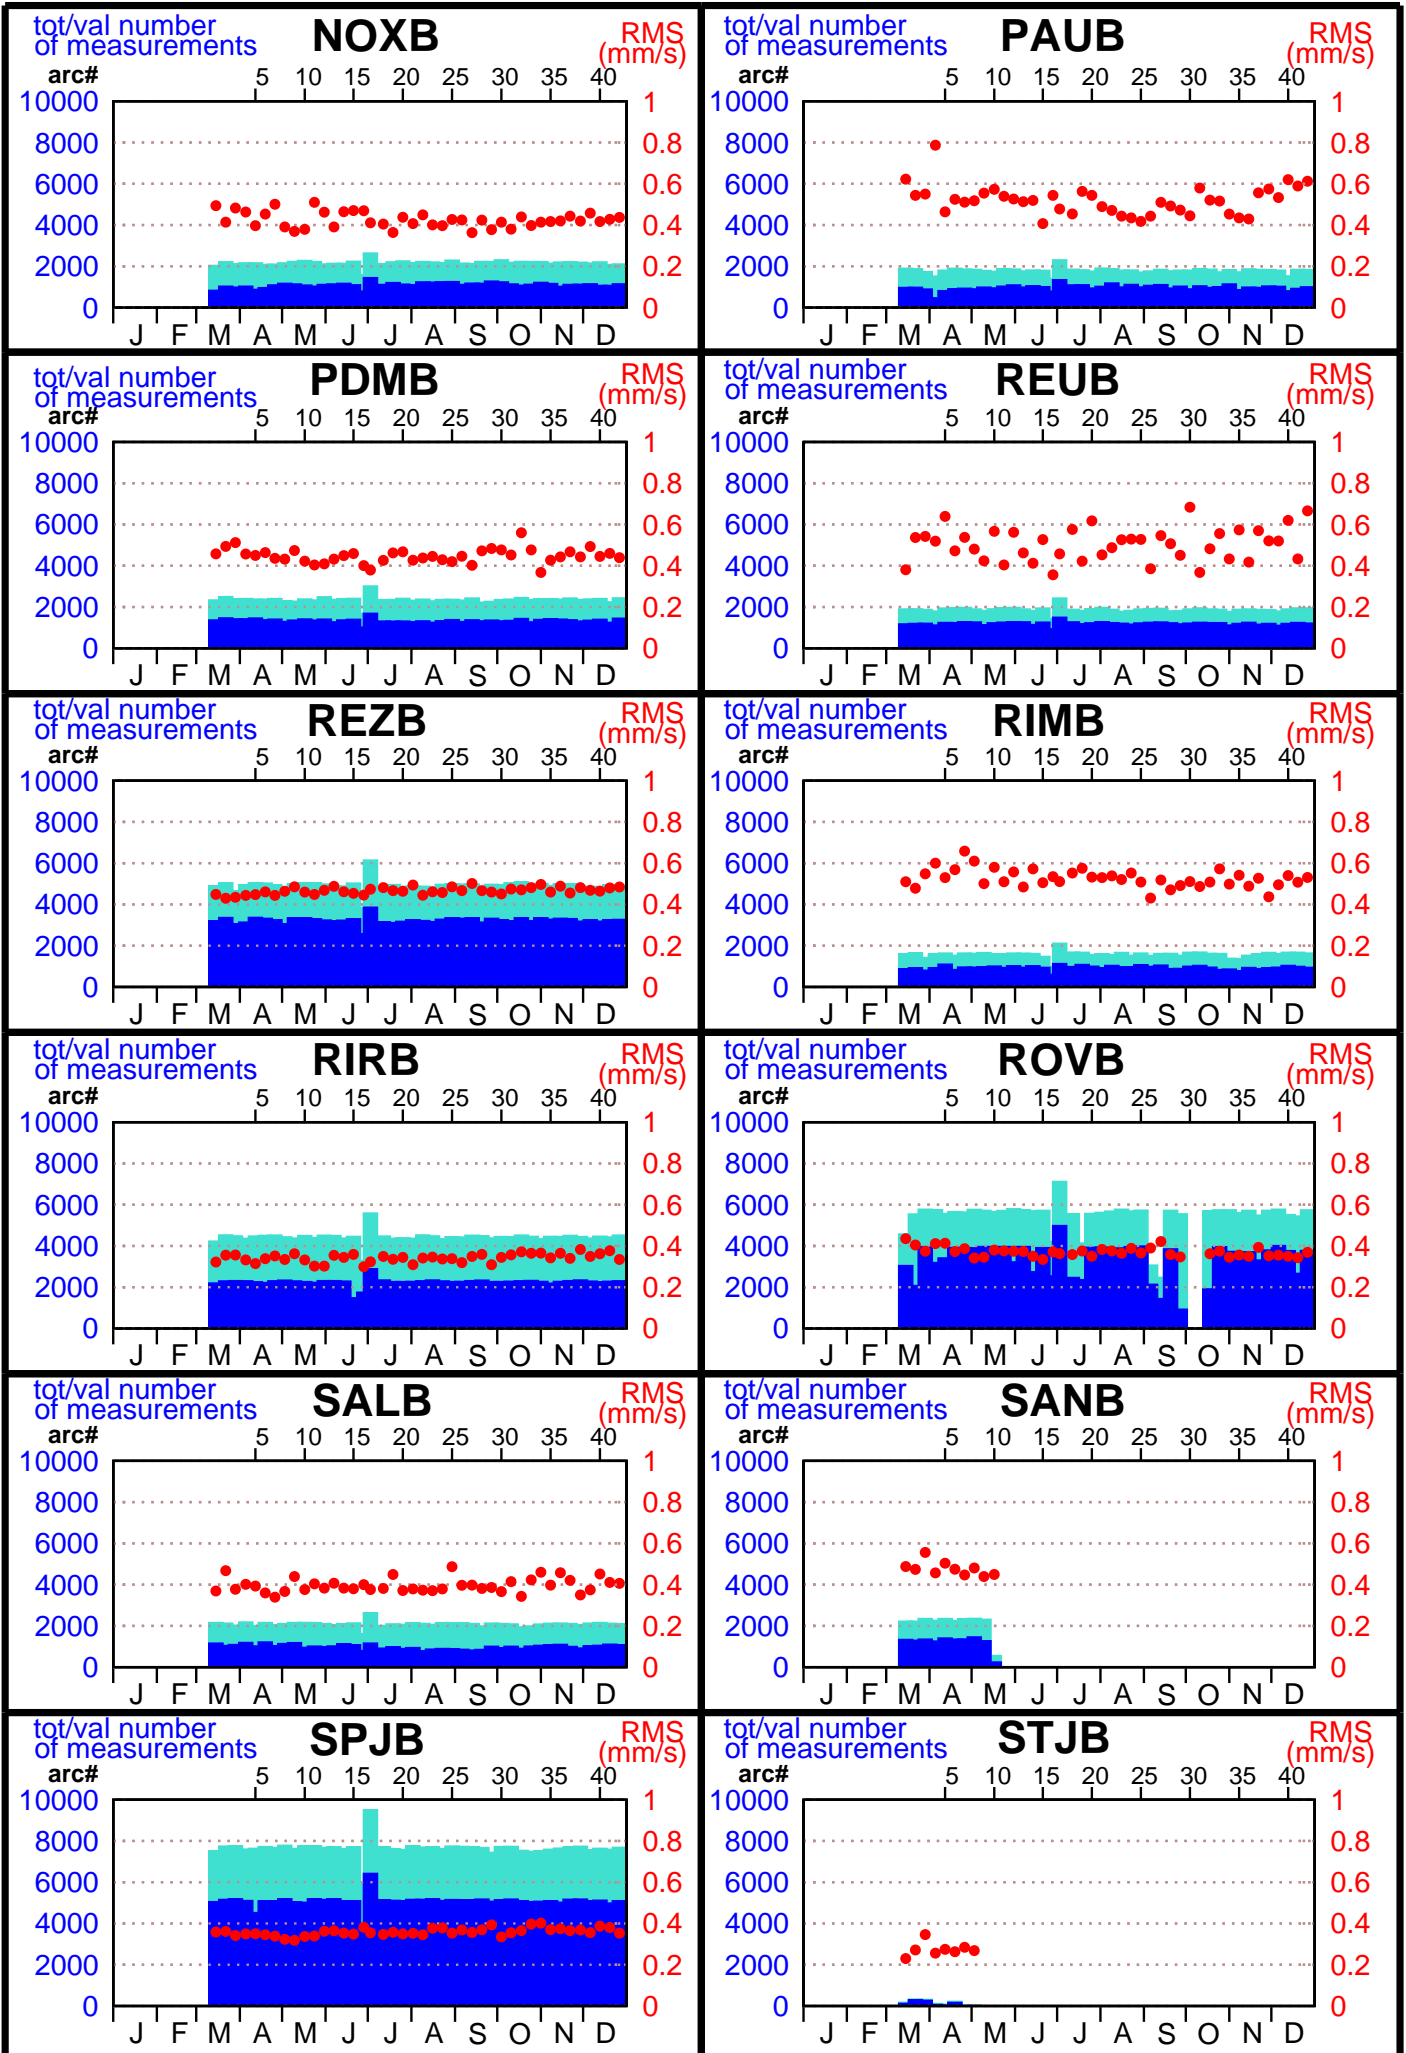 tot/val number
of measurements
NOXB
RMS
(mm/s)
arc#
5 10 15 20 25 30 35 40
10000 1
8000 0.8
6000 0.6
4000 0.4
2000 0.2
0 0
J F M A M J J A S O N D
tot/val number
of measurements
PAUB
RMS
(mm/s)
arc#
5 10 15 20 25 30 35 40
10000 1
8000 0.8
6000 0.6
4000 0.4
2000 0.2
0 0
J F M A M J J A S O N D
tot/val number
of measurements
PDMB
RMS
(mm/s)
arc#
5 10 15 20 25 30 35 40
10000 1
8000 0.8
6000 0.6
4000 0.4
2000 0.2
0 0
J F M A M J J A S O N D
tot/val number
of measurements
REUB
RMS
(mm/s)
arc#
5 10 15 20 25 30 35 40
10000 1
8000 0.8
6000 0.6
4000 0.4
2000 0.2
0 0
J F M A M J J A S O N D
tot/val number
of measurements
REZB
RMS
(mm/s)
arc#
5 10 15 20 25 30 35 40
10000 1
8000 0.8
6000 0.6
4000 0.4
2000 0.2
0 0
J F M A M J J A S O N D
tot/val number
of measurements
RIMB
RMS
(mm/s)
arc#
5 10 15 20 25 30 35 40
10000 1
8000 0.8
6000 0.6
4000 0.4
2000 0.2
0 0
J F M A M J J A S O N D
tot/val number
of measurements
RIRB
RMS
(mm/s)
arc#
5 10 15 20 25 30 35 40
10000 1
8000 0.8
6000 0.6
4000 0.4
2000 0.2
0 0
J F M A M J J A S O N D
tot/val number
of measurements
ROVB
RMS
(mm/s)
arc#
5 10 15 20 25 30 35 40
10000 1
8000 0.8
6000 0.6
4000 0.4
2000 0.2
0 0
J F M A M J J A S O N D
tot/val number
of measurements
SALB
RMS
(mm/s)
arc#
5 10 15 20 25 30 35 40
10000 1
8000 0.8
6000 0.6
4000 0.4
2000 0.2
0 0
J F M A M J J A S O N D
tot/val number
of measurements
SANB
RMS
(mm/s)
arc#
5 10 15 20 25 30 35 40
10000 1
8000 0.8
6000 0.6
4000 0.4
2000 0.2
0 0
J F M A M J J A S O N D
tot/val number
of measurements
SPJB
RMS
(mm/s)
arc#
5 10 15 20 25 30 35 40
10000 1
8000 0.8
6000 0.6
4000 0.4
2000 0.2
0 0
J F M A M J J A S O N D
tot/val number
of measurements
STJB
RMS
(mm/s)
arc#
5 10 15 20 25 30 35 40
10000 1
8000 0.8
6000 0.6
4000 0.4
2000 0.2
0 0
J F M A M J J A S O N D